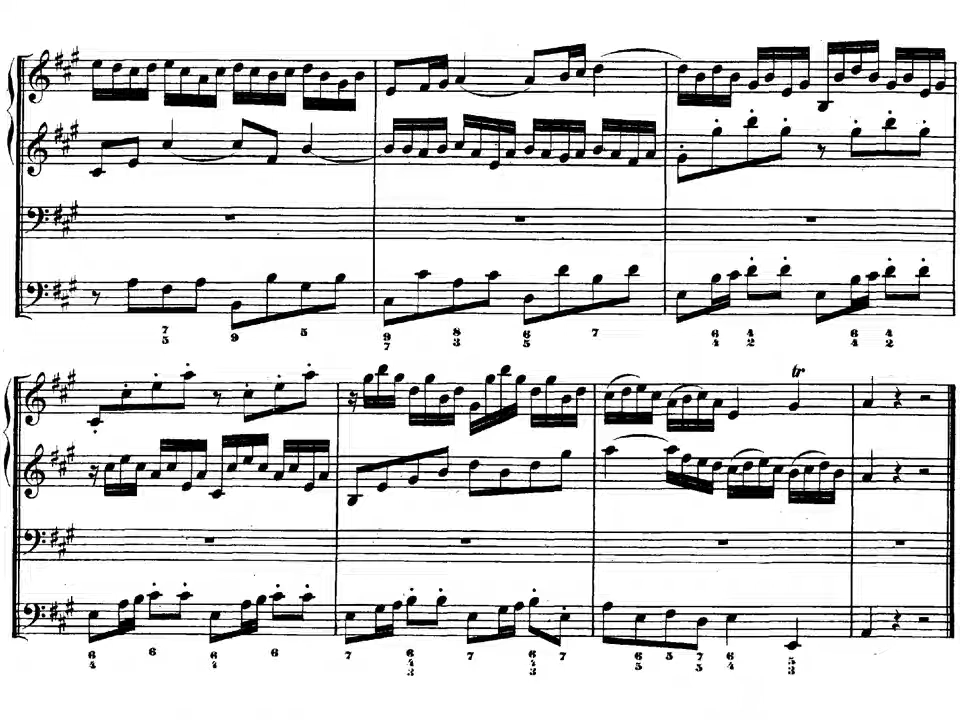 7 9 5 9 8 6 7 6 4 6 4
5 7 3 5 4 2 4 2
tr
6 6 6 6 7 6 7 6 7 6 5 7 6 5
4 4 4 4 5 5 4 3
3 3